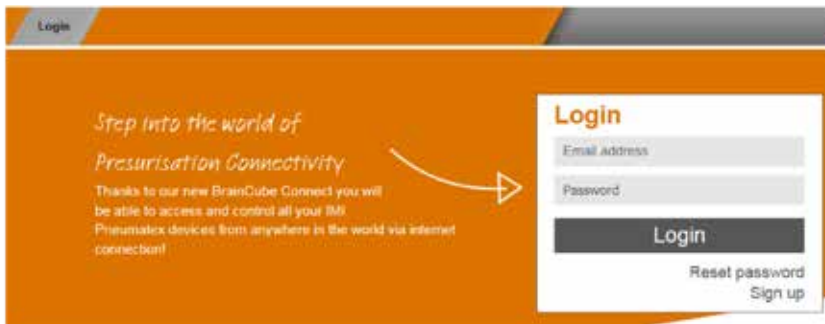 Login
Step into the world of
Presurisation Connectivity
Thanks to our new BrainCube Connect you will
be able to access and control all your IMI
Pneumatex devices from anywhere in the world via internet
connection!
Login
Email address
Password
Login
Reset password
Sign up